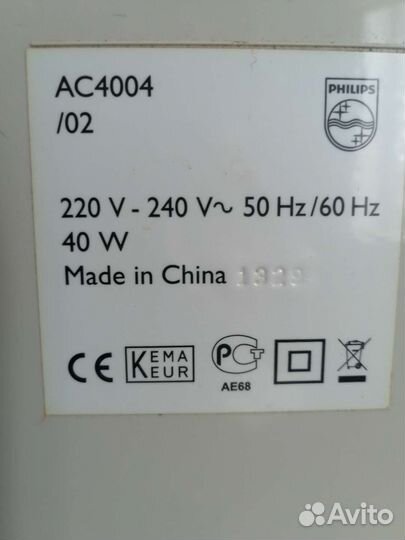 AC4004
/02
PHILIPS
220 V - 240 V~ 50 Hz/60 Hz
40 W
Made in China 1329
CE KEMA KEUR PCT
AE68
Avito